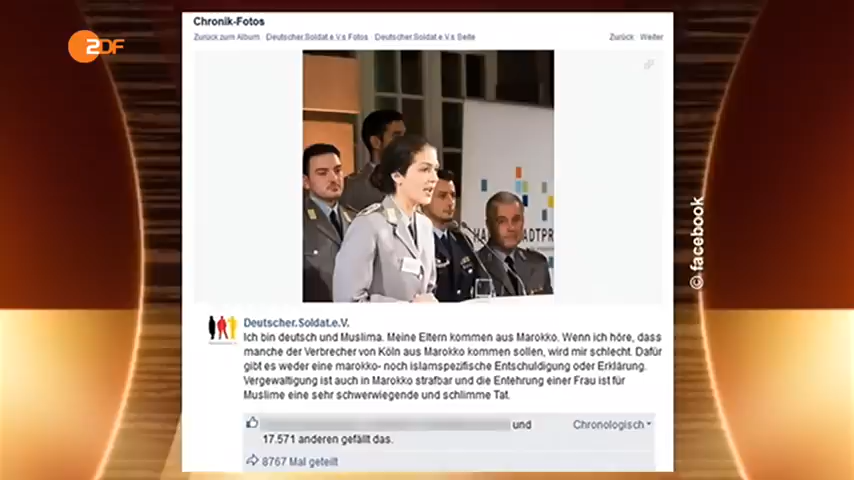 Chronik-Fotos
Zurück zum Album · Deutscher.Soldat.e.V.s Fotos · Deutscher.Soldat.e.V.s Seite
Zurück Weiter
ZDF
© facebook
Deutscher.Soldat.e.V.
Ich bin deutsch und Muslima. Meine Eltern kommen aus Marokko. Wenn ich höre, dass
manche der Verbrecher von Köln aus Marokko kommen sollen, wird mir schlecht. Dafür
gibt es weder eine marokko- noch islamspezifische Entschuldigung oder Erklärung.
Vergewaltigung ist auch in Marokko strafbar und die Entehrung einer Frau ist für
Muslime eine sehr schwerwiegende und schlimme Tat.
und
Chronologisch
17.571 anderen gefällt das.
8767 Mal geteilt